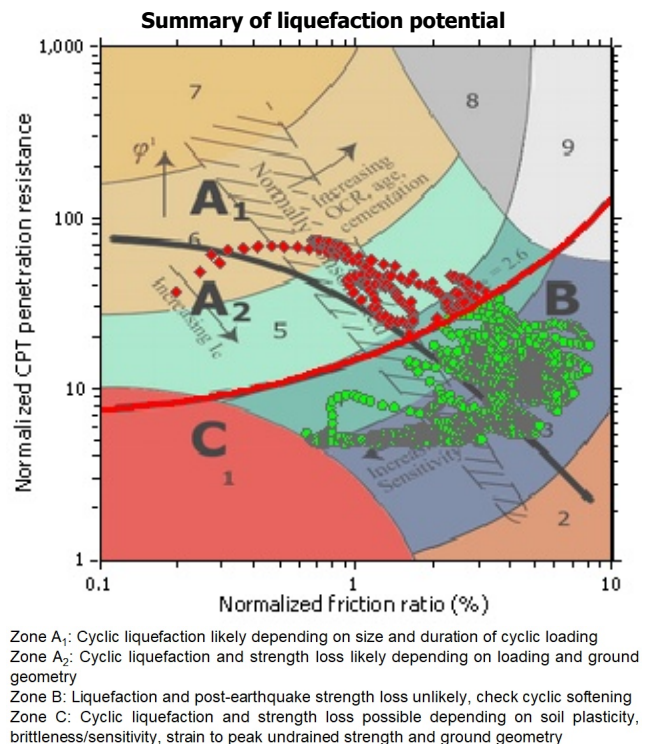 Summary of liquefaction potential
1,000
7
8
9
φ'
Increasing
OCR, age,
cementation
Normally
A1
100
6
Increasing Ic
A2
5
= 2.6
B
10
3
C
1
Sensitivity
2
1
0.1
1
10
Normalized CPT penetration resistance
Normalized friction ratio (%)
Zone A1: Cyclic liquefaction likely depending on size and duration of cyclic loading
Zone A2: Cyclic liquefaction and strength loss likely depending on loading and ground
geometry
Zone B: Liquefaction and post-earthquake strength loss unlikely, check cyclic softening
Zone C: Cyclic liquefaction and strength loss possible depending on soil plasticity,
brittleness/sensitivity, strain to peak undrained strength and ground geometry